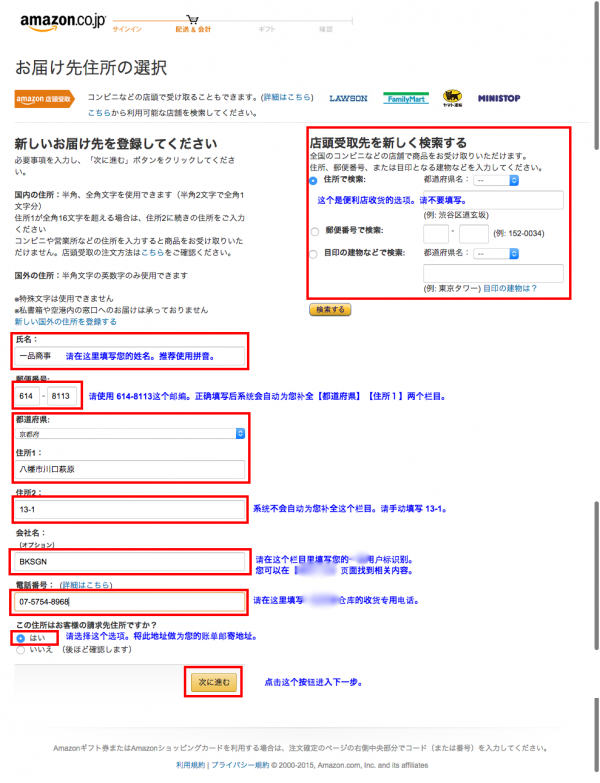 amazon.co.jp
サインイン 配送 & 会計 ギフト 確認
お届け先住所の選択
amazon 店頭受取
コンビニなどの店頭で受け取ることもできます。(詳細はこちら)
こちらから利用可能な店舗を検索してください。
LAWSON FamilyMart ヤマト運輸 MINISTOP
新しいお届け先を登録してください
必要事項を入力し、「次に進む」ボタンをクリックしてくださ
い。
国内の住所：半角、全角文字を使用できます（半角2文字で全角1
文字分）
住所1が全角16文字を超える場合は、住所2に続きの住所をご入力
ください
コンビニや営業所などの住所を入力すると商品をお受け取りいた
だけません。店頭受取の注文方法はこちらをご確認ください。
国外の住所：半角文字の英数字のみ使用できます
※特殊文字は使用できません
※私書箱や空港内の窓口へのお届けは承っておりません
新しい国外の住所を登録する
店頭受取先を新しく検索する
全国のコンビニなどの店舗で商品をお受け取りいただけます。
住所、郵便番号、または目印となる建物などを入力してください。
住所で検索: 都道府県名： --
这个是便利店收货的选项。请不要填写。
(例: 渋谷区道玄坂)
郵便番号で検索: - (例: 152-0034)
目印の建物などで検索: 都道府県名： --
(例: 東京タワー) 目印の建物は？
検索する
氏名：
一品商事 请在这里填写您的姓名。推荐使用拼音。
郵便番号:
614 - 8113 请使用 614-8113这个邮编。正确填写后系统会自动为您补全【都道府県】【住所１】两个栏目。
都道府県:
京都府
住所1:
八幡市川口萩原
住所2:
13-1 系统不会自动为您补全这个栏目。请手动填写 13-1。
会社名：
(オプション)
BKSGN 请在这个栏目里填写您的一 用户标识别。
您可以在【 】页面找到相关内容。
電話番号： (詳細はこちら)
07-5754-8968 请在这里填写 仓库的收货专用电话。
この住所はお客様の請求先住所ですか？
はい 请选择这个选项。将此地址做为您的账单邮寄地址。
いいえ （後ほど確認します）
次に進む 点击这个按钮进入下一步。
Amazonギフト券またはAmazonショッピングカードを利用する場合は、注文確定のページの右側中央部分でコード（または番号）を入力してください。
利用規約 | プライバシー規約 © 2000-2015, Amazon.com, Inc. and its affiliates